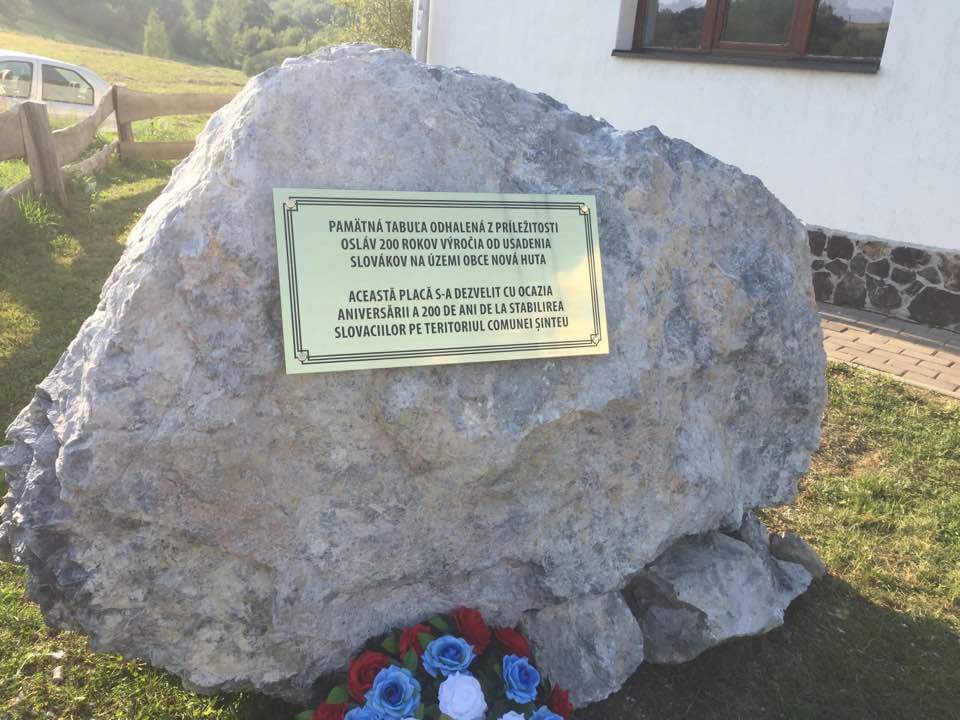 PAMÄTNÁ TABUĽA ODHALENÁ Z PRÍLEŽITOSTI
OSLÁV 200 ROKOV VÝROČIA OD USADENIA
SLOVÁKOV NA ÚZEMI OBCE NOVÁ HUTA
ACEASTĂ PLACĂ S-A DEZVELIT CU OCAZIA
ANIVERSĂRII A 200 DE ANI DE LA STABILIREA
SLOVACIILOR PE TERITORIUL COMUNEI ȘINTEU